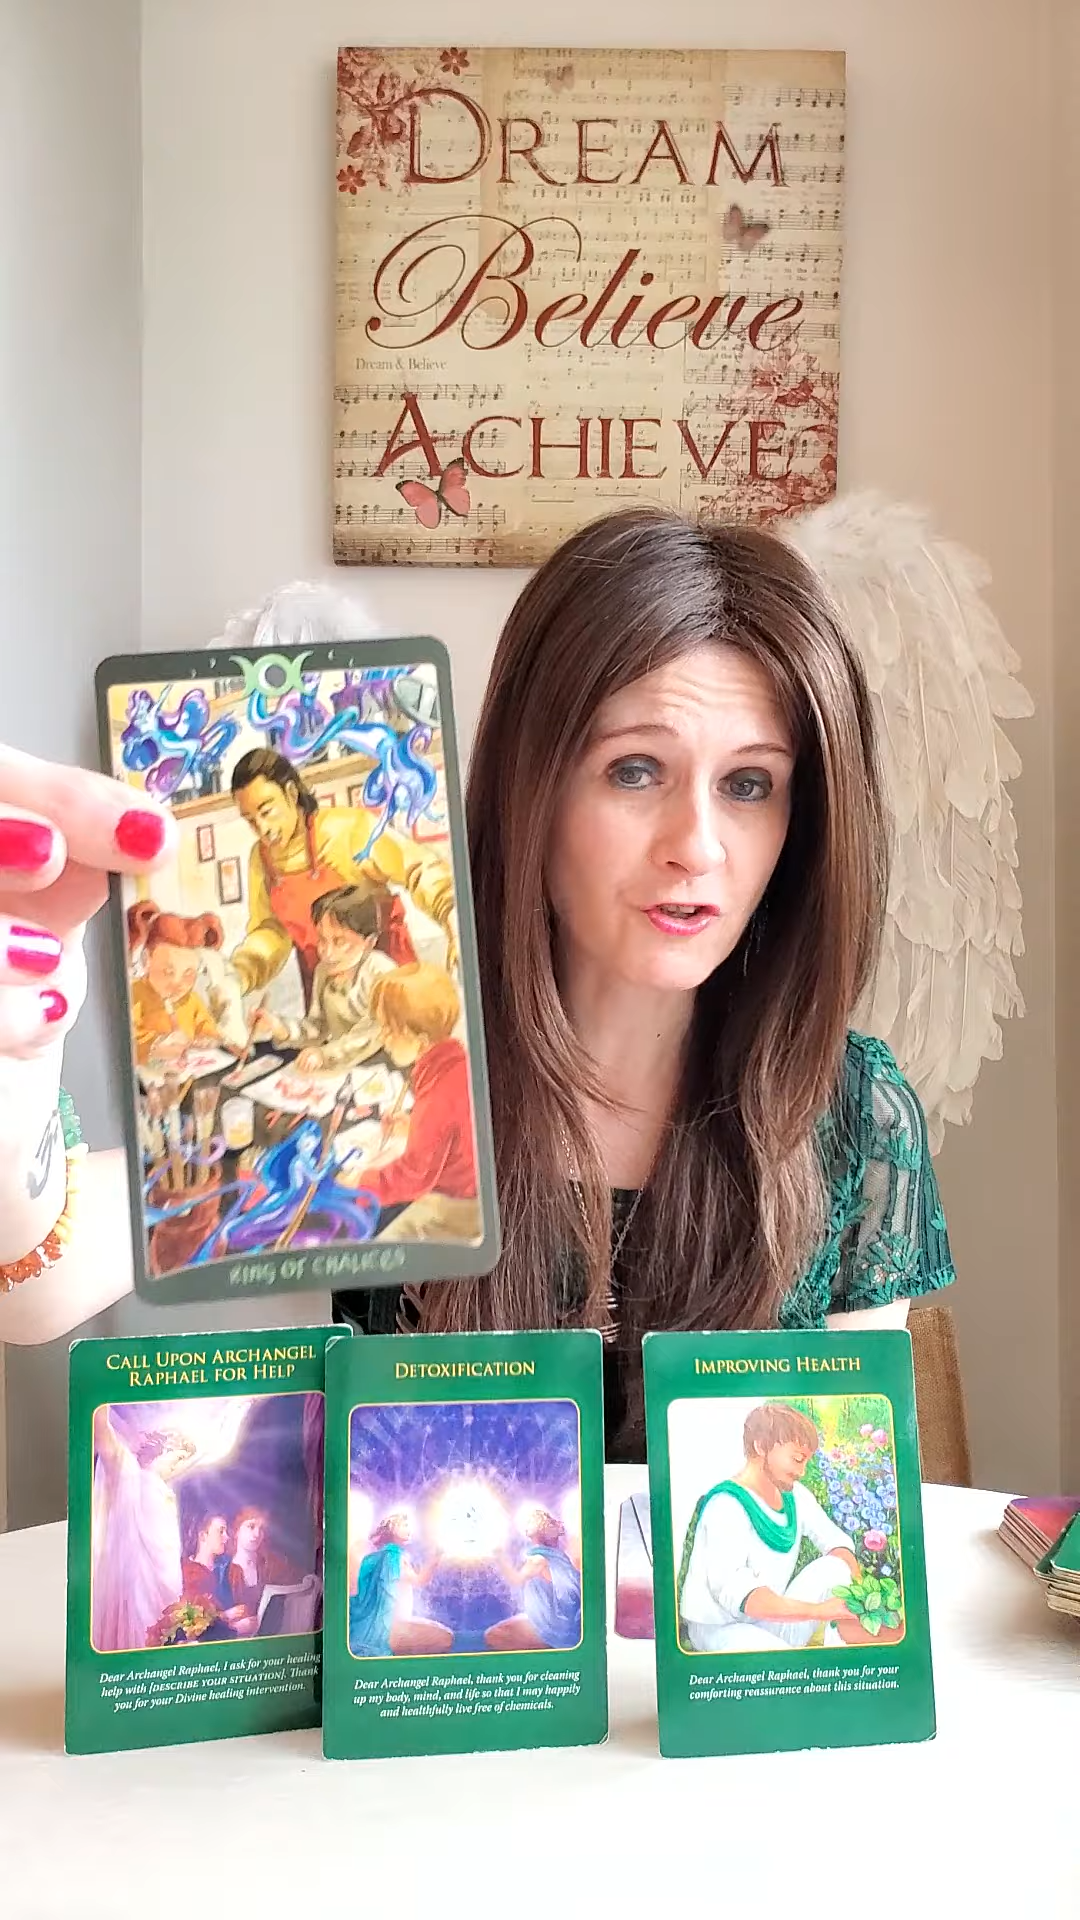 DREAM
Believe
Dream & Believe
ACHIEVE
KING OF CHALICES
CALL UPON ARCHANGEL
RAPHAEL FOR HELP
Dear Archangel Raphael, I ask for your healing
help with [DESCRIBE YOUR SITUATION]. Thank
you for your Divine healing intervention.
DETOXIFICATION
Dear Archangel Raphael, thank you for cleaning
up my body, mind, and life so that I may happily
and healthfully live free of chemicals.
IMPROVING HEALTH
Dear Archangel Raphael, thank you for your
comforting reassurance about this situation.